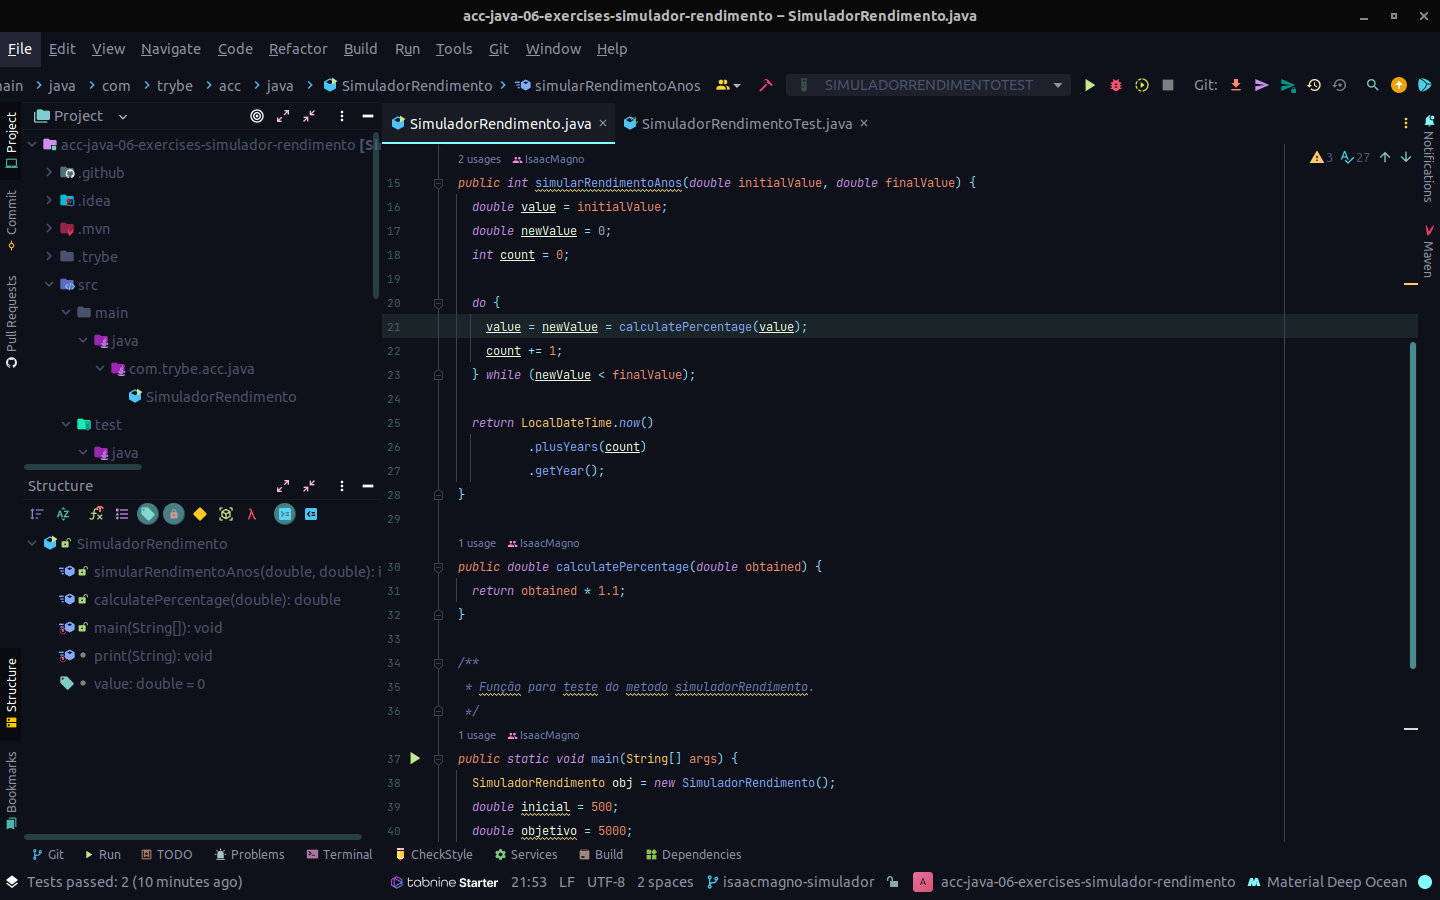 acc-java-06-exercises-simulador-rendimento – SimuladorRendimento.java
File Edit View Navigate Code Refactor Build Run Tools Git Window Help
ain java com trybe acc java SimuladorRendimento simularRendimentoAnos SIMULADORRENDIMENTOTEST Git:
Project
SimuladorRendimento.java
SimuladorRendimentoTest.java
Project
Commit
Pull Requests
Structure
Bookmarks
acc-java-06-exercises-simulador-rendimento [Si
.github
.idea
.mvn
.trybe
src
main
java
com.trybe.acc.java
SimuladorRendimento
test
java
Structure
SimuladorRendimento
simularRendimentoAnos(double, double): i
calculatePercentage(double): double
main(String[]): void
print(String): void
value: double = 0
3 27
2 usages IsaacMagno
15 public int simularRendimentoAnos(double initialValue, double finalValue) {
16 double value = initialValue;
17 double newValue = 0;
18 int count = 0;
19
20 do {
21 value = newValue = calculatePercentage(value);
22 count += 1;
23 } while (newValue < finalValue);
24
25 return LocalDateTime.now()
26 .plusYears(count)
27 .getYear();
28 }
29
1 usage IsaacMagno
30 public double calculatePercentage(double obtained) {
31 return obtained * 1.1;
32 }
33
34 /**
35 * Função para teste do metodo simuladorRendimento.
36 */
1 usage IsaacMagno
37 public static void main(String[] args) {
38 SimuladorRendimento obj = new SimuladorRendimento();
39 double inicial = 500;
40 double objetivo = 5000;
Notifications
Maven
Git Run TODO Problems Terminal CheckStyle Services Build Dependencies
Tests passed: 2 (10 minutes ago) tabnine Starter 21:53 LF UTF-8 2 spaces isaacmagno-simulador A acc-java-06-exercises-simulador-rendimento Material Deep Ocean